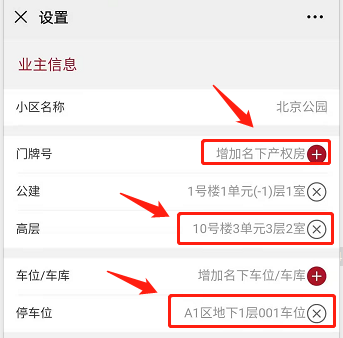 设置
业主信息
小区名称 北京公园
门牌号 增加名下产权房
公建 1号楼1单元(-1)层1室
高层 10号楼3单元3层2室
车位/车库 增加名下车位/车库
停车位 A1区地下1层001车位